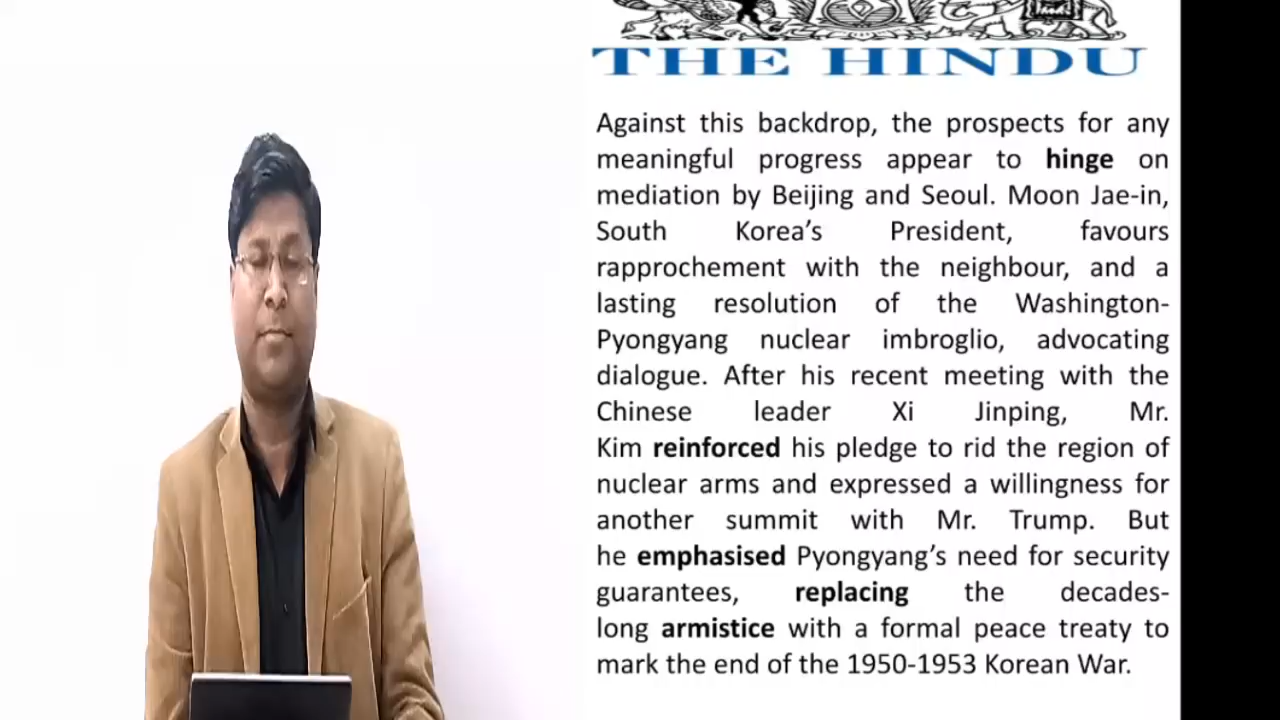 THE HINDU
Against this backdrop, the prospects for any
meaningful progress appear to hinge on
mediation by Beijing and Seoul. Moon Jae-in,
South Korea’s President, favours
rapprochement with the neighbour, and a
lasting resolution of the Washington-
Pyongyang nuclear imbroglio, advocating
dialogue. After his recent meeting with the
Chinese leader Xi Jinping, Mr.
Kim reinforced his pledge to rid the region of
nuclear arms and expressed a willingness for
another summit with Mr. Trump. But
he emphasised Pyongyang’s need for security
guarantees, replacing the decades-
long armistice with a formal peace treaty to
mark the end of the 1950-1953 Korean War.